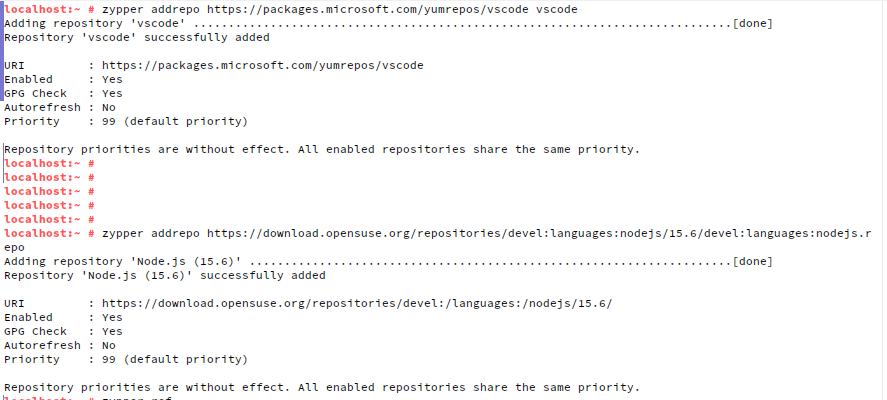 localhost:~ # zypper addrepo https://packages.microsoft.com/yumrepos/vscode vscode
Adding repository 'vscode' ...........................................................................[done]
Repository 'vscode' successfully added
URI         : https://packages.microsoft.com/yumrepos/vscode
Enabled     : Yes
GPG Check   : Yes
Autorefresh : No
Priority    : 99 (default priority)
Repository priorities are without effect. All enabled repositories share the same priority.
localhost:~ #
localhost:~ #
localhost:~ #
localhost:~ #
localhost:~ #
localhost:~ # zypper addrepo https://download.opensuse.org/repositories/devel:languages:nodejs/15.6/devel:languages:nodejs.r
epo
Adding repository 'Node.js (15.6)' ...................................................................[done]
Repository 'Node.js (15.6)' successfully added
URI         : https://download.opensuse.org/repositories/devel:/languages:/nodejs/15.6/
Enabled     : Yes
GPG Check   : Yes
Autorefresh : No
Priority    : 99 (default priority)
Repository priorities are without effect. All enabled repositories share the same priority.
localhost:~ # zypper ref